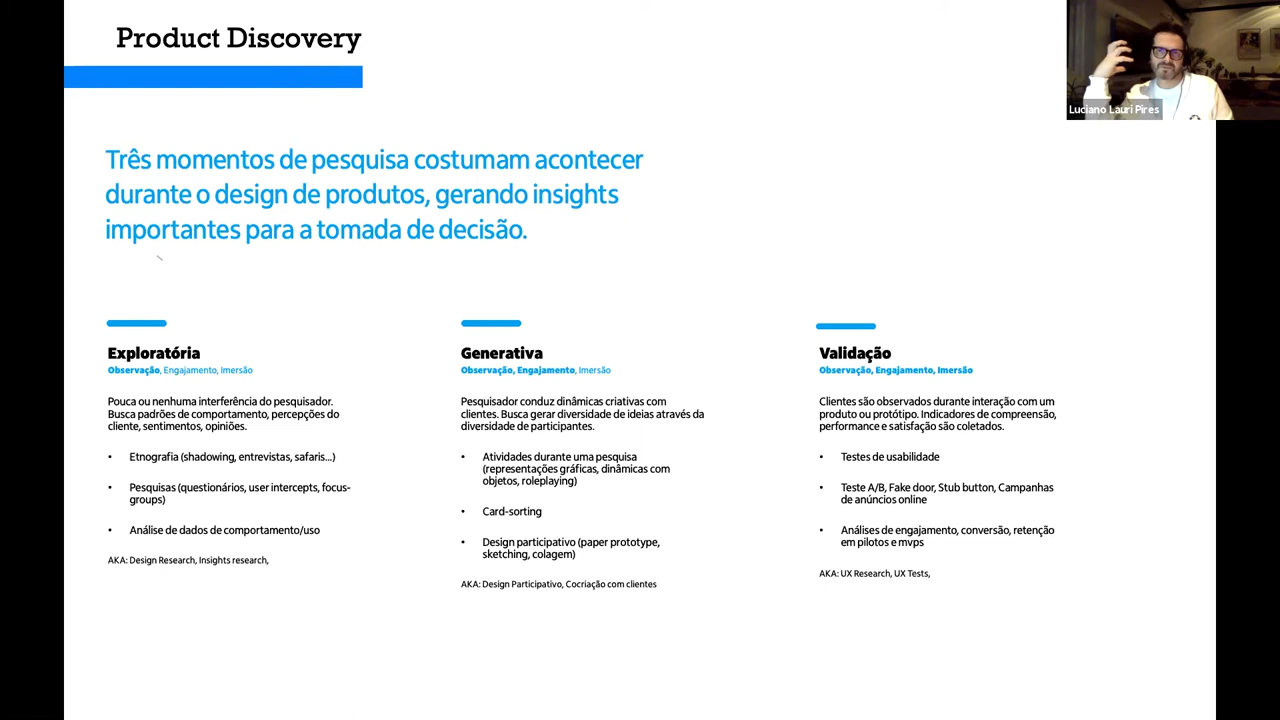 Product Discovery
Luciano Lauri Pires
Três momentos de pesquisa costumam acontecer
durante o design de produtos, gerando insights
importantes para a tomada de decisão.
Exploratória
Observação, Engajamento, Imersão
Pouca ou nenhuma interferência do pesquisador.
Busca padrões de comportamento, percepções do
cliente, sentimentos, opiniões.
• Etnografia (shadowing, entrevistas, safaris...)
• Pesquisas (questionários, user intercepts, focus-
groups)
• Análise de dados de comportamento/uso
AKA: Design Research, Insights research,
Generativa
Observação, Engajamento, Imersão
Pesquisador conduz dinâmicas criativas com
clientes. Busca gerar diversidade de ideias através da
diversidade de participantes.
• Atividades durante uma pesquisa
(representações gráficas, dinâmicas com
objetos, roleplaying)
• Card-sorting
• Design participativo (paper prototype,
sketching, colagem)
AKA: Design Participativo, Cocriação com clientes
Validação
Observação, Engajamento, Imersão
Clientes são observados durante interação com um
produto ou protótipo. Indicadores de compreensão,
performance e satisfação são coletados.
• Testes de usabilidade
• Teste A/B, Fake door, Stub button, Campanhas
de anúncios online
• Análises de engajamento, conversão, retenção
em pilotos e mvps
AKA: UX Research, UX Tests,